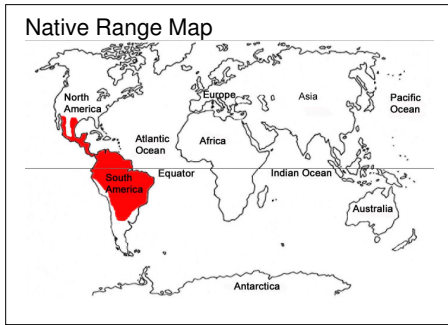 Native Range Map
North
America
Europe
Asia
Pacific
Ocean
Atlantic
Ocean
Africa
South
America
Equator
Indian Ocean
Australia
Antarctica